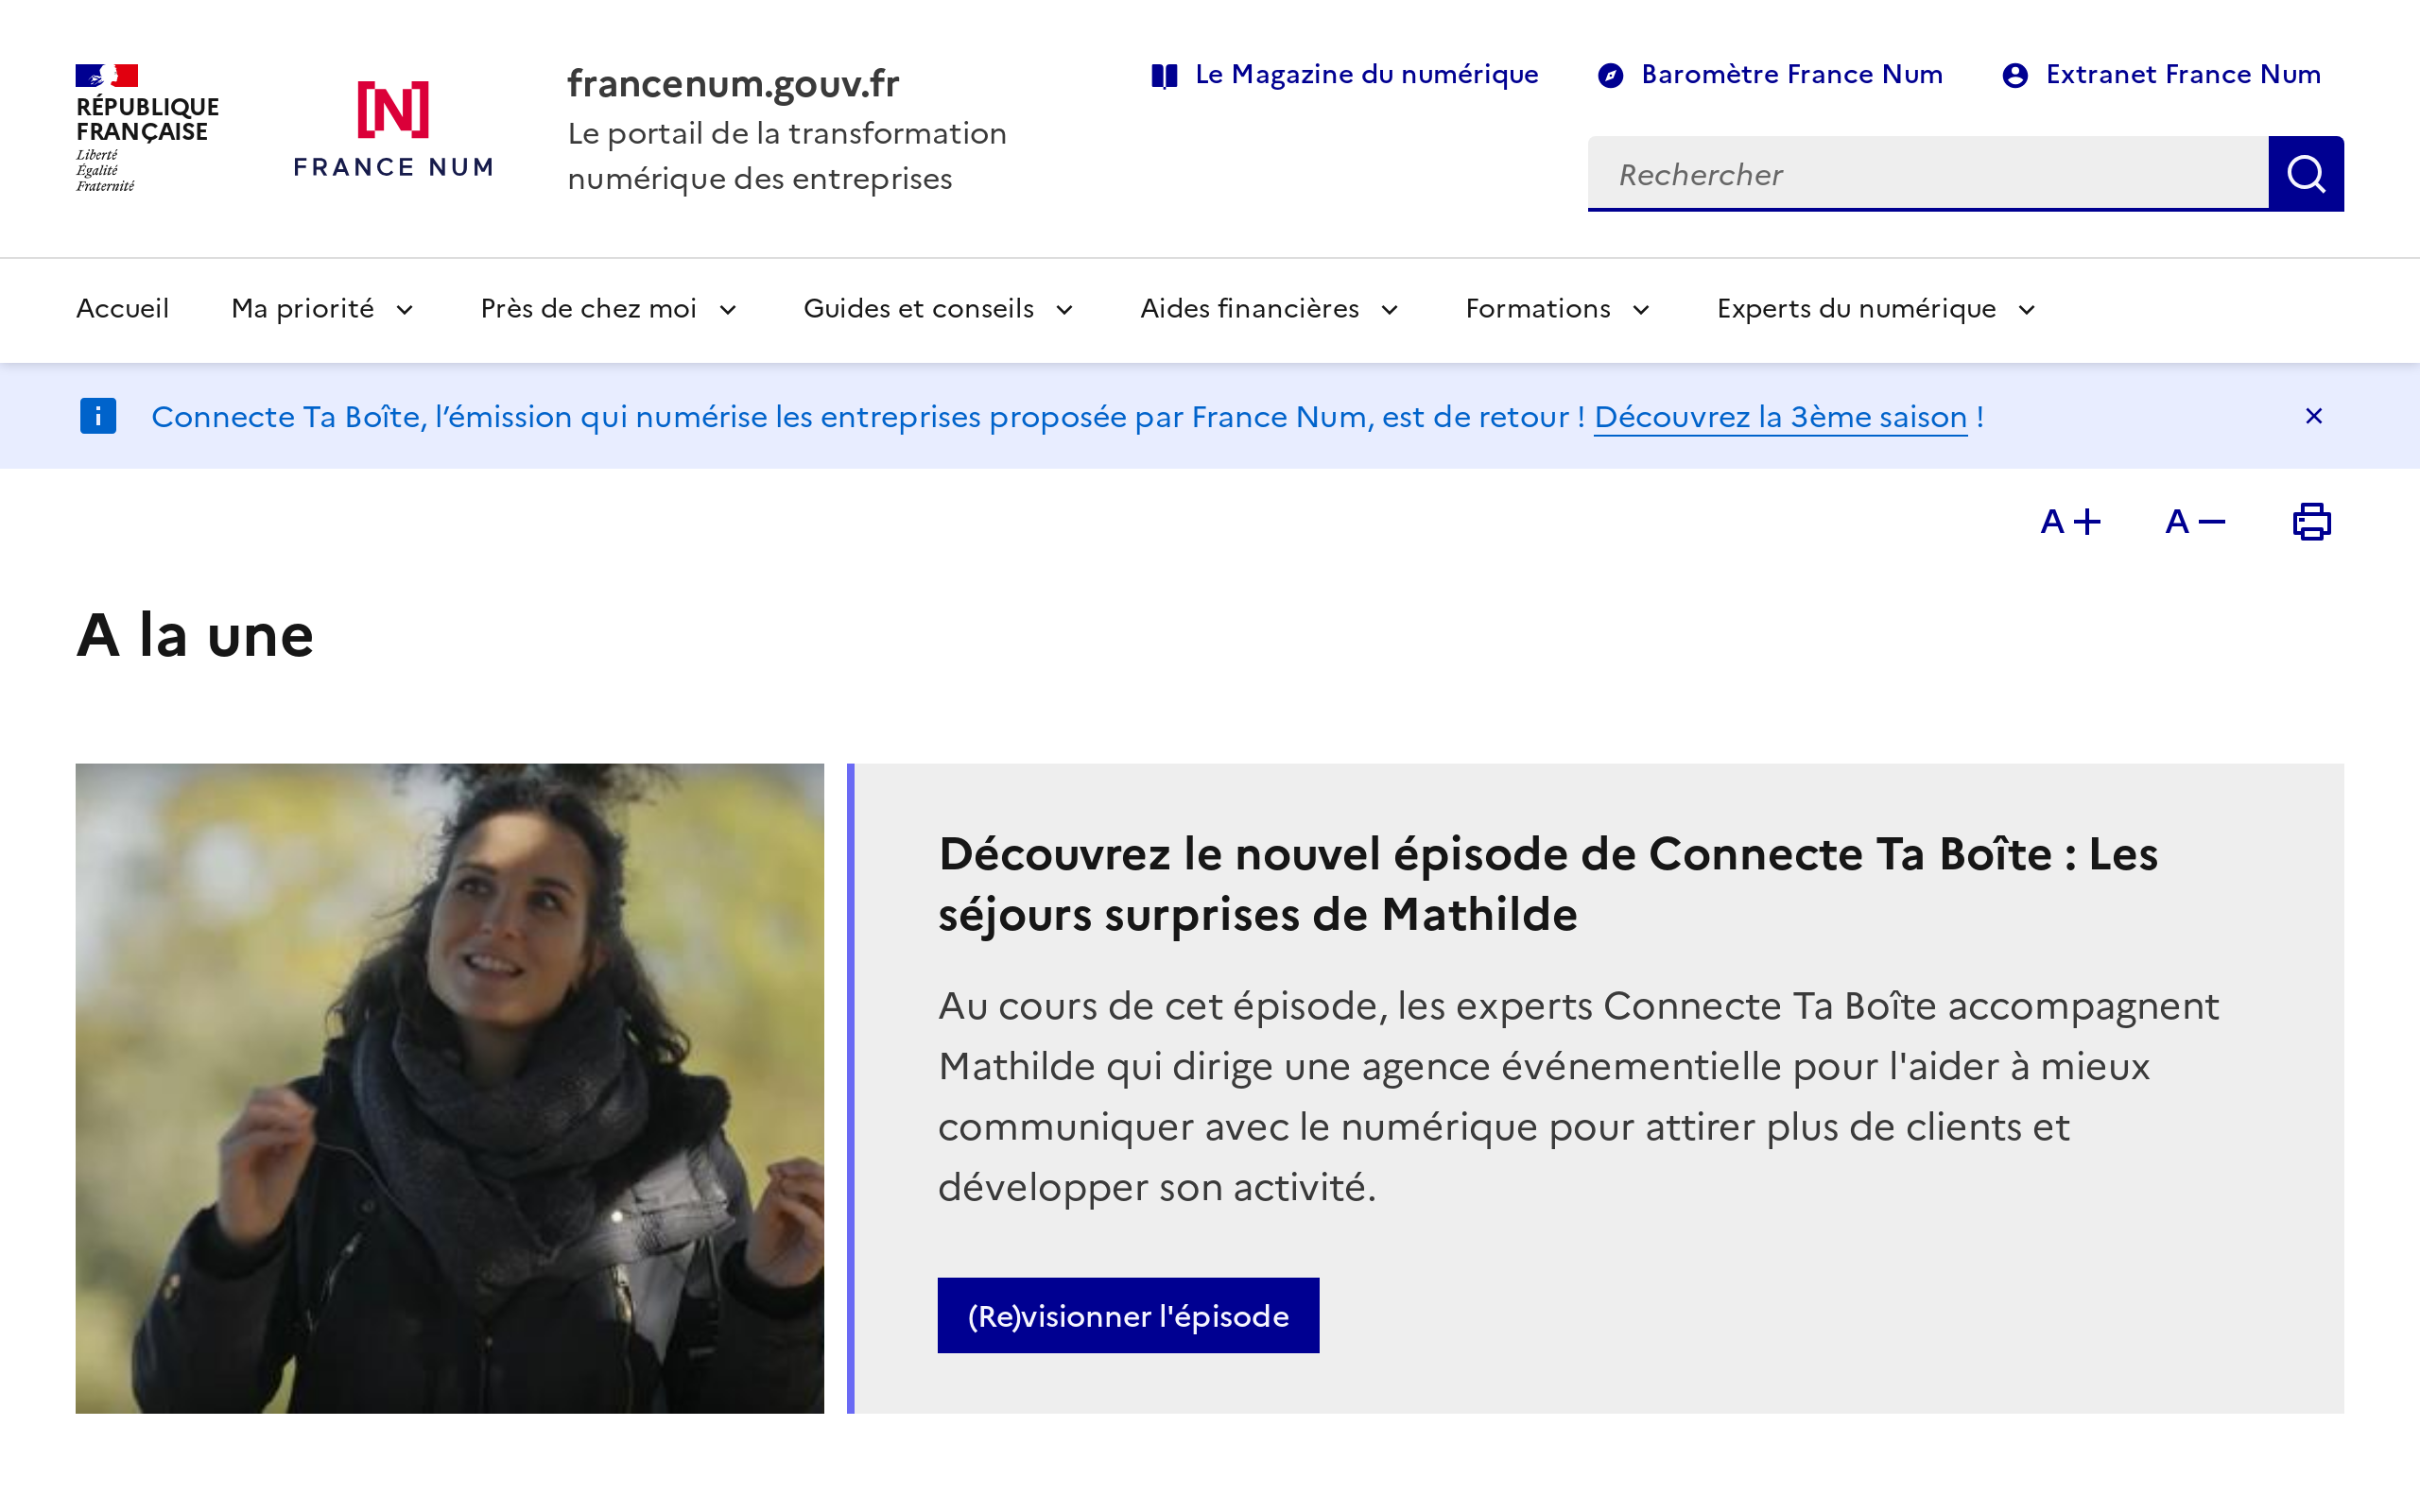 RÉPUBLIQUE
FRANÇAISE
Liberté
Égalité
Fraternité
[N]
FRANCE NUM
francenum.gouv.fr
Le portail de la transformation
numérique des entreprises
Le Magazine du numérique
Baromètre France Num
Extranet France Num
Rechercher
Accueil
Ma priorité
Près de chez moi
Guides et conseils
Aides financières
Formations
Experts du numérique
Connecte Ta Boîte, l’émission qui numérise les entreprises proposée par France Num, est de retour ! Découvrez la 3ème saison !
A+
A−
A la une
Découvrez le nouvel épisode de Connecte Ta Boîte : Les
séjours surprises de Mathilde
Au cours de cet épisode, les experts Connecte Ta Boîte accompagnent
Mathilde qui dirige une agence événementielle pour l'aider à mieux
communiquer avec le numérique pour attirer plus de clients et
développer son activité.
(Re)visionner l'épisode